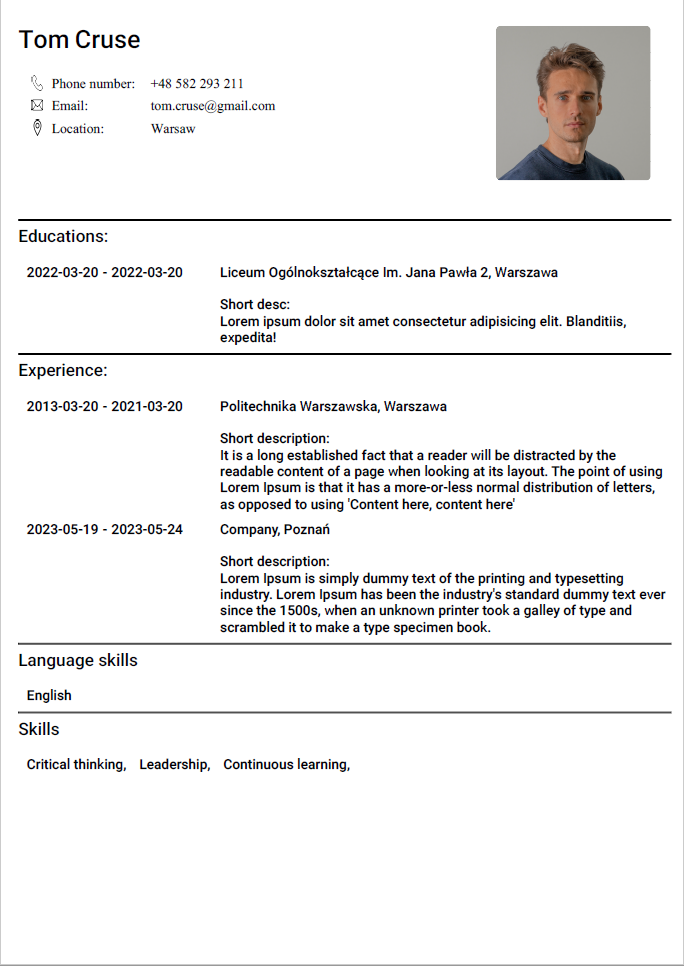 Tom Cruse
Phone number: +48 582 293 211
Email: tom.cruse@gmail.com
Location: Warsaw
Educations:
2022-03-20 - 2022-03-20 Liceum Ogólnokształcące Im. Jana Pawła 2, Warszawa
Short desc:
Lorem ipsum dolor sit amet consectetur adipisicing elit. Blanditiis,
expedita!
Experience:
2013-03-20 - 2021-03-20 Politechnika Warszawska, Warszawa
Short description:
It is a long established fact that a reader will be distracted by the
readable content of a page when looking at its layout. The point of using
Lorem Ipsum is that it has a more-or-less normal distribution of letters,
as opposed to using 'Content here, content here'
2023-05-19 - 2023-05-24 Company, Poznań
Short description:
Lorem Ipsum is simply dummy text of the printing and typesetting
industry. Lorem Ipsum has been the industry's standard dummy text ever
since the 1500s, when an unknown printer took a galley of type and
scrambled it to make a type specimen book.
Language skills
English
Skills
Critical thinking, Leadership, Continuous learning,